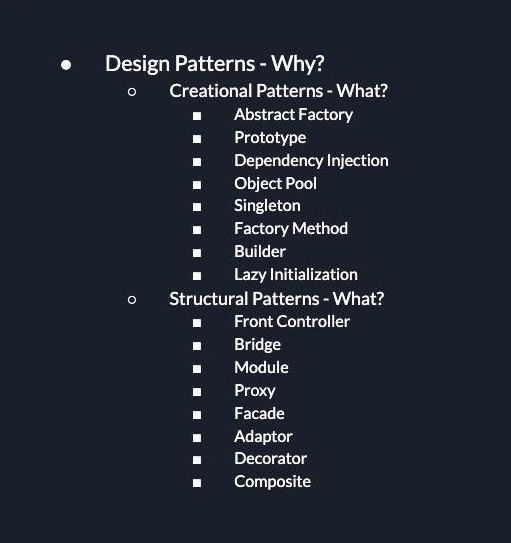 Design Patterns - Why?
Creational Patterns - What?
Abstract Factory
Prototype
Dependency Injection
Object Pool
Singleton
Factory Method
Builder
Lazy Initialization
Structural Patterns - What?
Front Controller
Bridge
Module
Proxy
Facade
Adaptor
Decorator
Composite